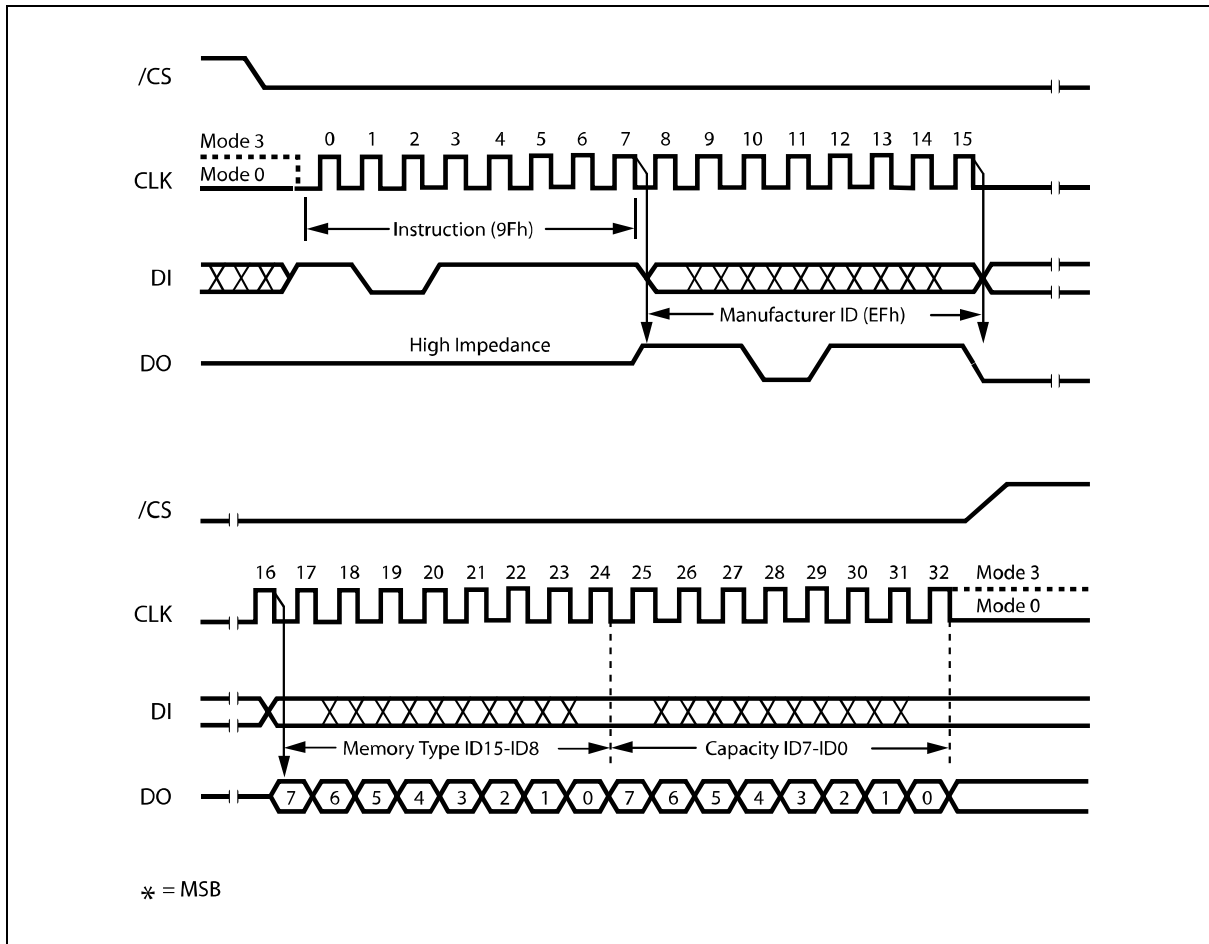 /CS
Mode 3
0 1 2 3 4 5 6 7 8 9 10 11 12 13 14 15
CLK
Mode 0
Instruction (9Fh)
DI
Manufacturer ID (EFh)
High Impedance
DO
/CS
16 17 18 19 20 21 22 23 24 25 26 27 28 29 30 31 32
Mode 3
CLK
Mode 0
DI
Memory Type ID15-ID8
Capacity ID7-ID0
DO
7 6 5 4 3 2 1 0 7 6 5 4 3 2 1 0
* = MSB